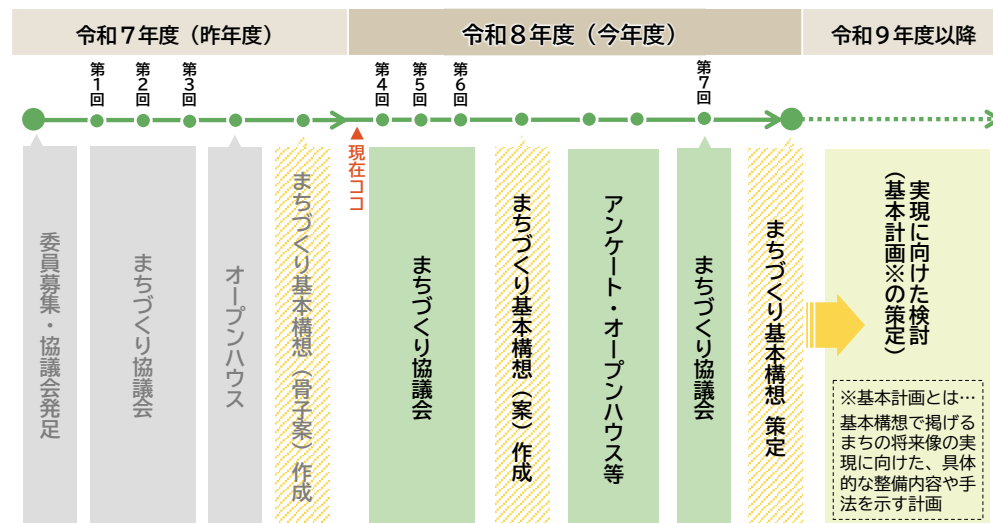 令和7年度（昨年度）
令和8年度（今年度）
令和9年度以降
第1回
第2回
第3回
第4回
第5回
第6回
第7回
現在ココ
委員募集・協議会発足
まちづくり協議会
オープンハウス
まちづくり基本構想（骨子案）作成
まちづくり協議会
まちづくり基本構想（案）作成
アンケート・オープンハウス等
まちづくり協議会
まちづくり基本構想 策定
実現に向けた検討
（基本計画※の策定）
※基本計画とは…
基本構想で掲げる
まちの将来像の実
現に向けた、具体
的な整備内容や手
法を示す計画